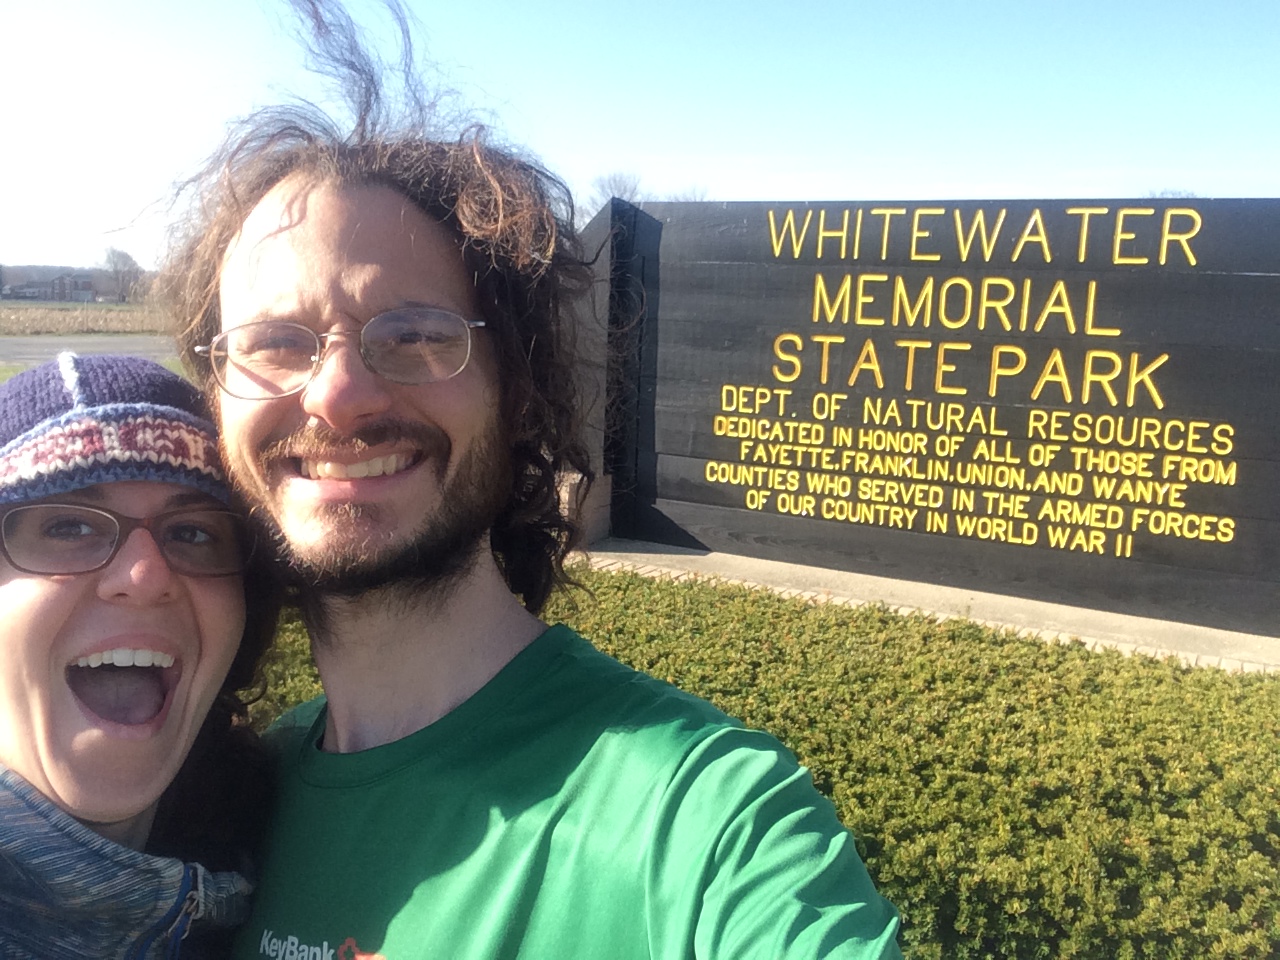 WHITEWATER
MEMORIAL
STATE PARK
DEPT. OF NATURAL RESOURCES
DEDICATED IN HONOR OF ALL OF THOSE FROM
FAYETTE,FRANKLIN,UNION,AND WANYE
COUNTIES WHO SERVED IN THE ARMED FORCES
OF OUR COUNTRY IN WORLD WAR II
KeyBank